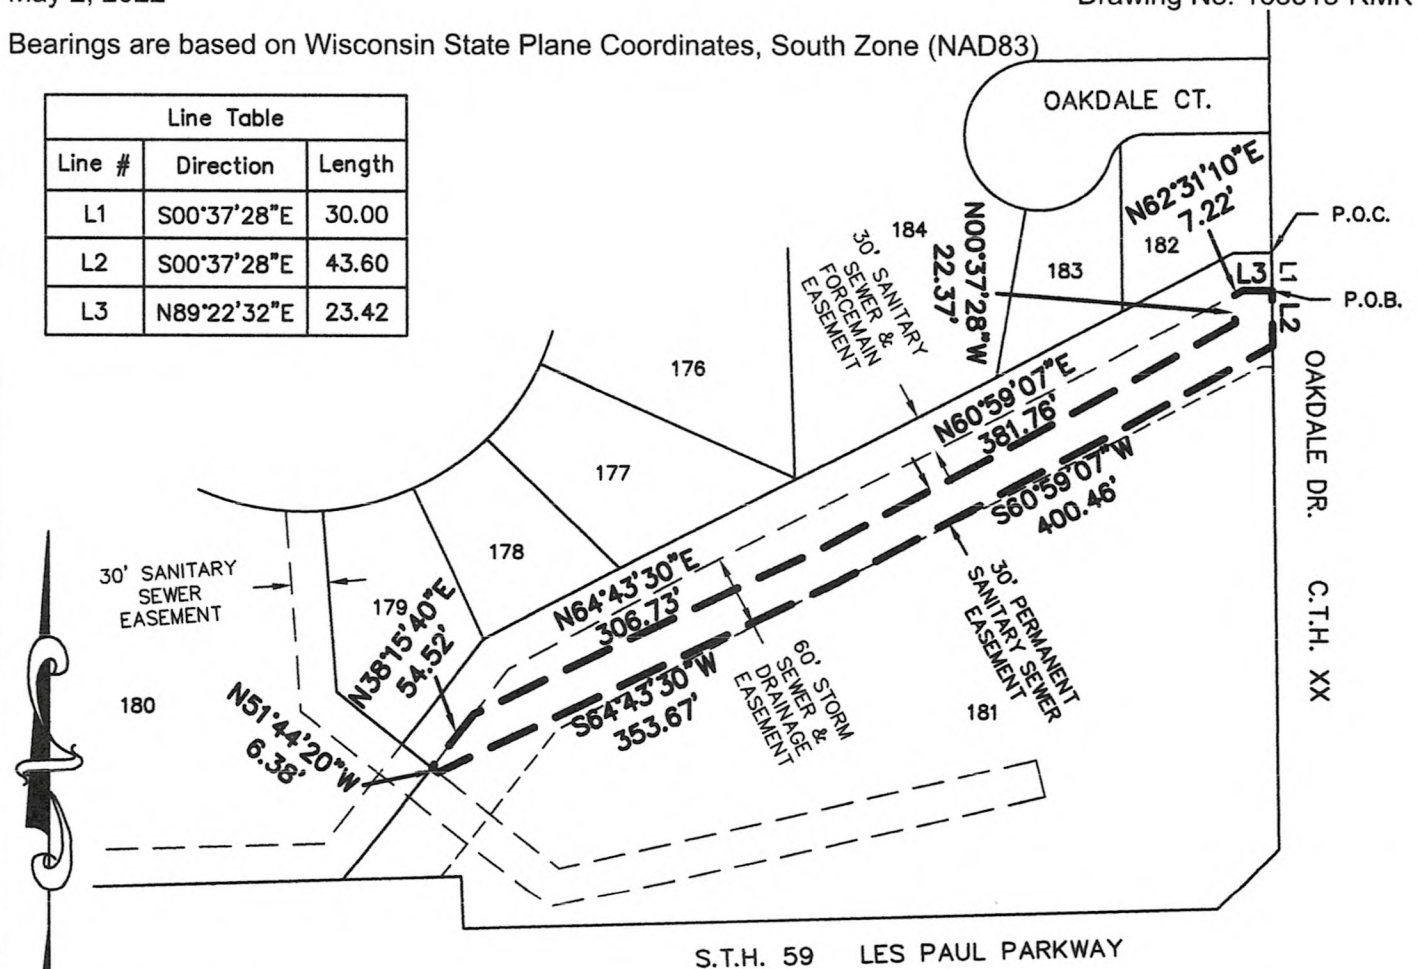 Bearings are based on Wisconsin State Plane Coordinates, South Zone (NAD83)
Line Table
Line # Direction Length
L1 S00°37'28"E 30.00
L2 S00°37'28"E 43.60
L3 N89°22'32"E 23.42
OAKDALE CT.
N62°31'10"E
7.22'
P.O.C.
184
182
183
N00°37'28"W
22.37'
30' SANITARY
SEWER &
FORCEMAIN
EASEMENT
L3
L1
P.O.B.
L2
176
N60°59'07"E
381.76'
OAKDALE DR.
C.T.H. XX
177
S60°59'07"W
400.46'
178
30' SANITARY
SEWER
EASEMENT
179
N64°43'30"E
306.73'
N38°15'40"E
54.52'
30' PERMANENT
SANITARY SEWER
EASEMENT
60' STORM
SEWER &
DRAINAGE
EASEMENT
S64°43'30"W
353.67'
180
181
N51°44'20"W
6.38'
S.T.H. 59 LES PAUL PARKWAY